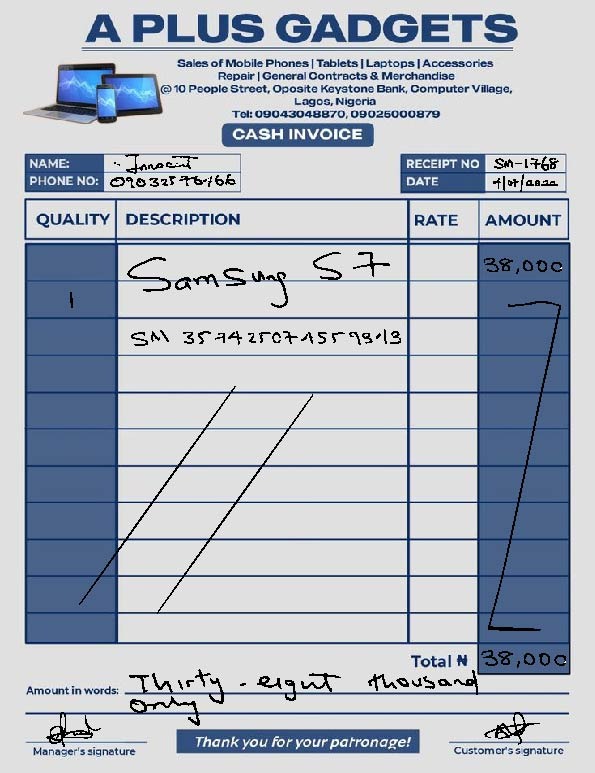 A PLUS GADGETS
Sales of Mobile Phones | Tablets | Laptops | Accessories
Repair | General Contracts & Merchandise
@ 10 People Street, Oposite Keystone Bank, Computer Village,
Lagos, Nigeria
Tel: 09043048870, 09025000879
CASH INVOICE
NAME: Innocent
RECEIPT NO SM-1768
PHONE NO:
DATE
QUALITY DESCRIPTION RATE AMOUNT
Samsung S7 38,000
1
SM
Total ₦ 38,000
Amount in words: Thirty-eight thousand
only
Manager's signature
Thank you for your patronage!
Customer's signature